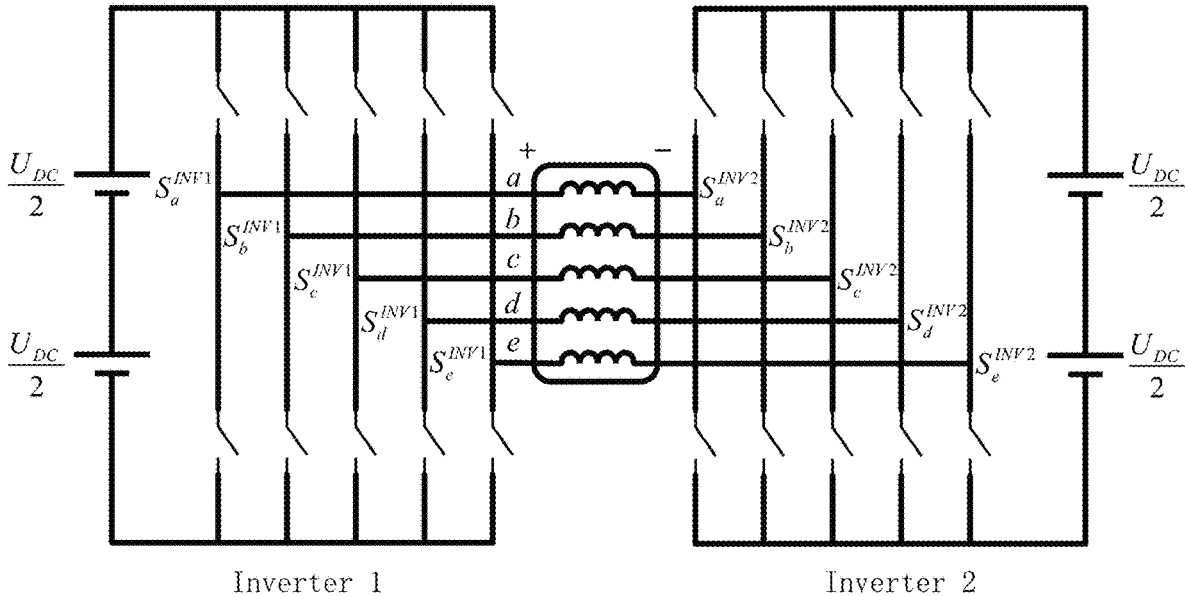 + −
U_DC/2
S_a^INV1
a
S_a^INV2
U_DC/2
S_b^INV1
b
S_b^INV2
S_c^INV1
c
S_c^INV2
S_d^INV1
d
S_d^INV2
U_DC/2
S_e^INV1
e
S_e^INV2
U_DC/2
Inverter 1
Inverter 2